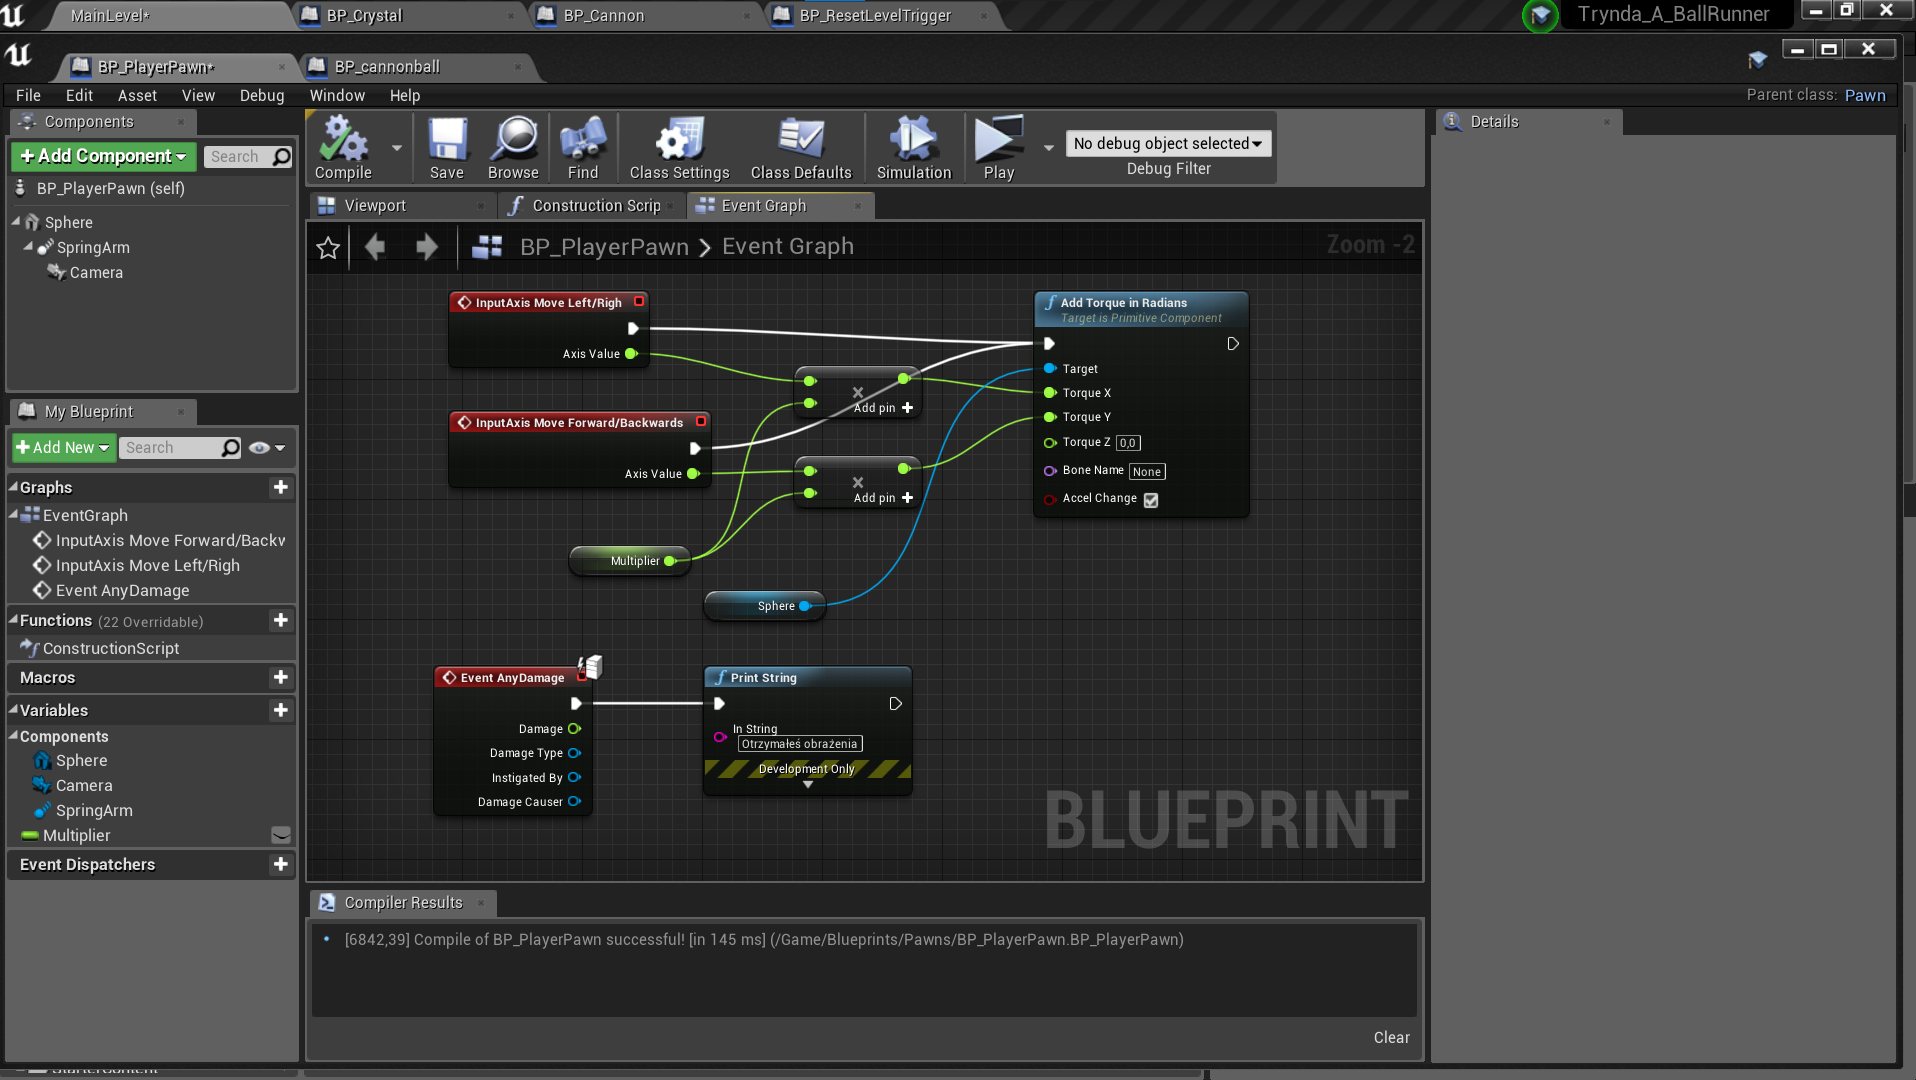 MainLevel*
BP_Crystal
BP_Cannon
BP_ResetLevelTrigger
Trynda_A_BallRunner
BP_PlayerPawn*
BP_cannonball
File Edit Asset View Debug Window Help
Parent class: Pawn
Components
+ Add Component
Search
BP_PlayerPawn (self)
Sphere
SpringArm
Camera
My Blueprint
+ Add New
Search
Graphs
EventGraph
InputAxis Move Forward/Backw
InputAxis Move Left/Righ
Event AnyDamage
Functions (22 Overridable)
ConstructionScript
Macros
Variables
Components
Sphere
Camera
SpringArm
Multiplier
Event Dispatchers
Compile
Save
Browse
Find
Class Settings
Class Defaults
Simulation
Play
No debug object selected
Debug Filter
Viewport
Construction Scrip
Event Graph
BP_PlayerPawn > Event Graph
Zoom -2
InputAxis Move Left/Righ
Axis Value
InputAxis Move Forward/Backwards
Axis Value
Add pin +
Add pin +
Multiplier
Sphere
Add Torque in Radians
Target is Primitive Component
Target
Torque X
Torque Y
Torque Z 0,0
Bone Name None
Accel Change
Event AnyDamage
Damage
Damage Type
Instigated By
Damage Causer
Print String
In String
Otrzymałeś obrażenia
Development Only
BLUEPRINT
Compiler Results
[6842,39] Compile of BP_PlayerPawn successful! [in 145 ms] (/Game/Blueprints/Pawns/BP_PlayerPawn.BP_PlayerPawn)
Clear
Details